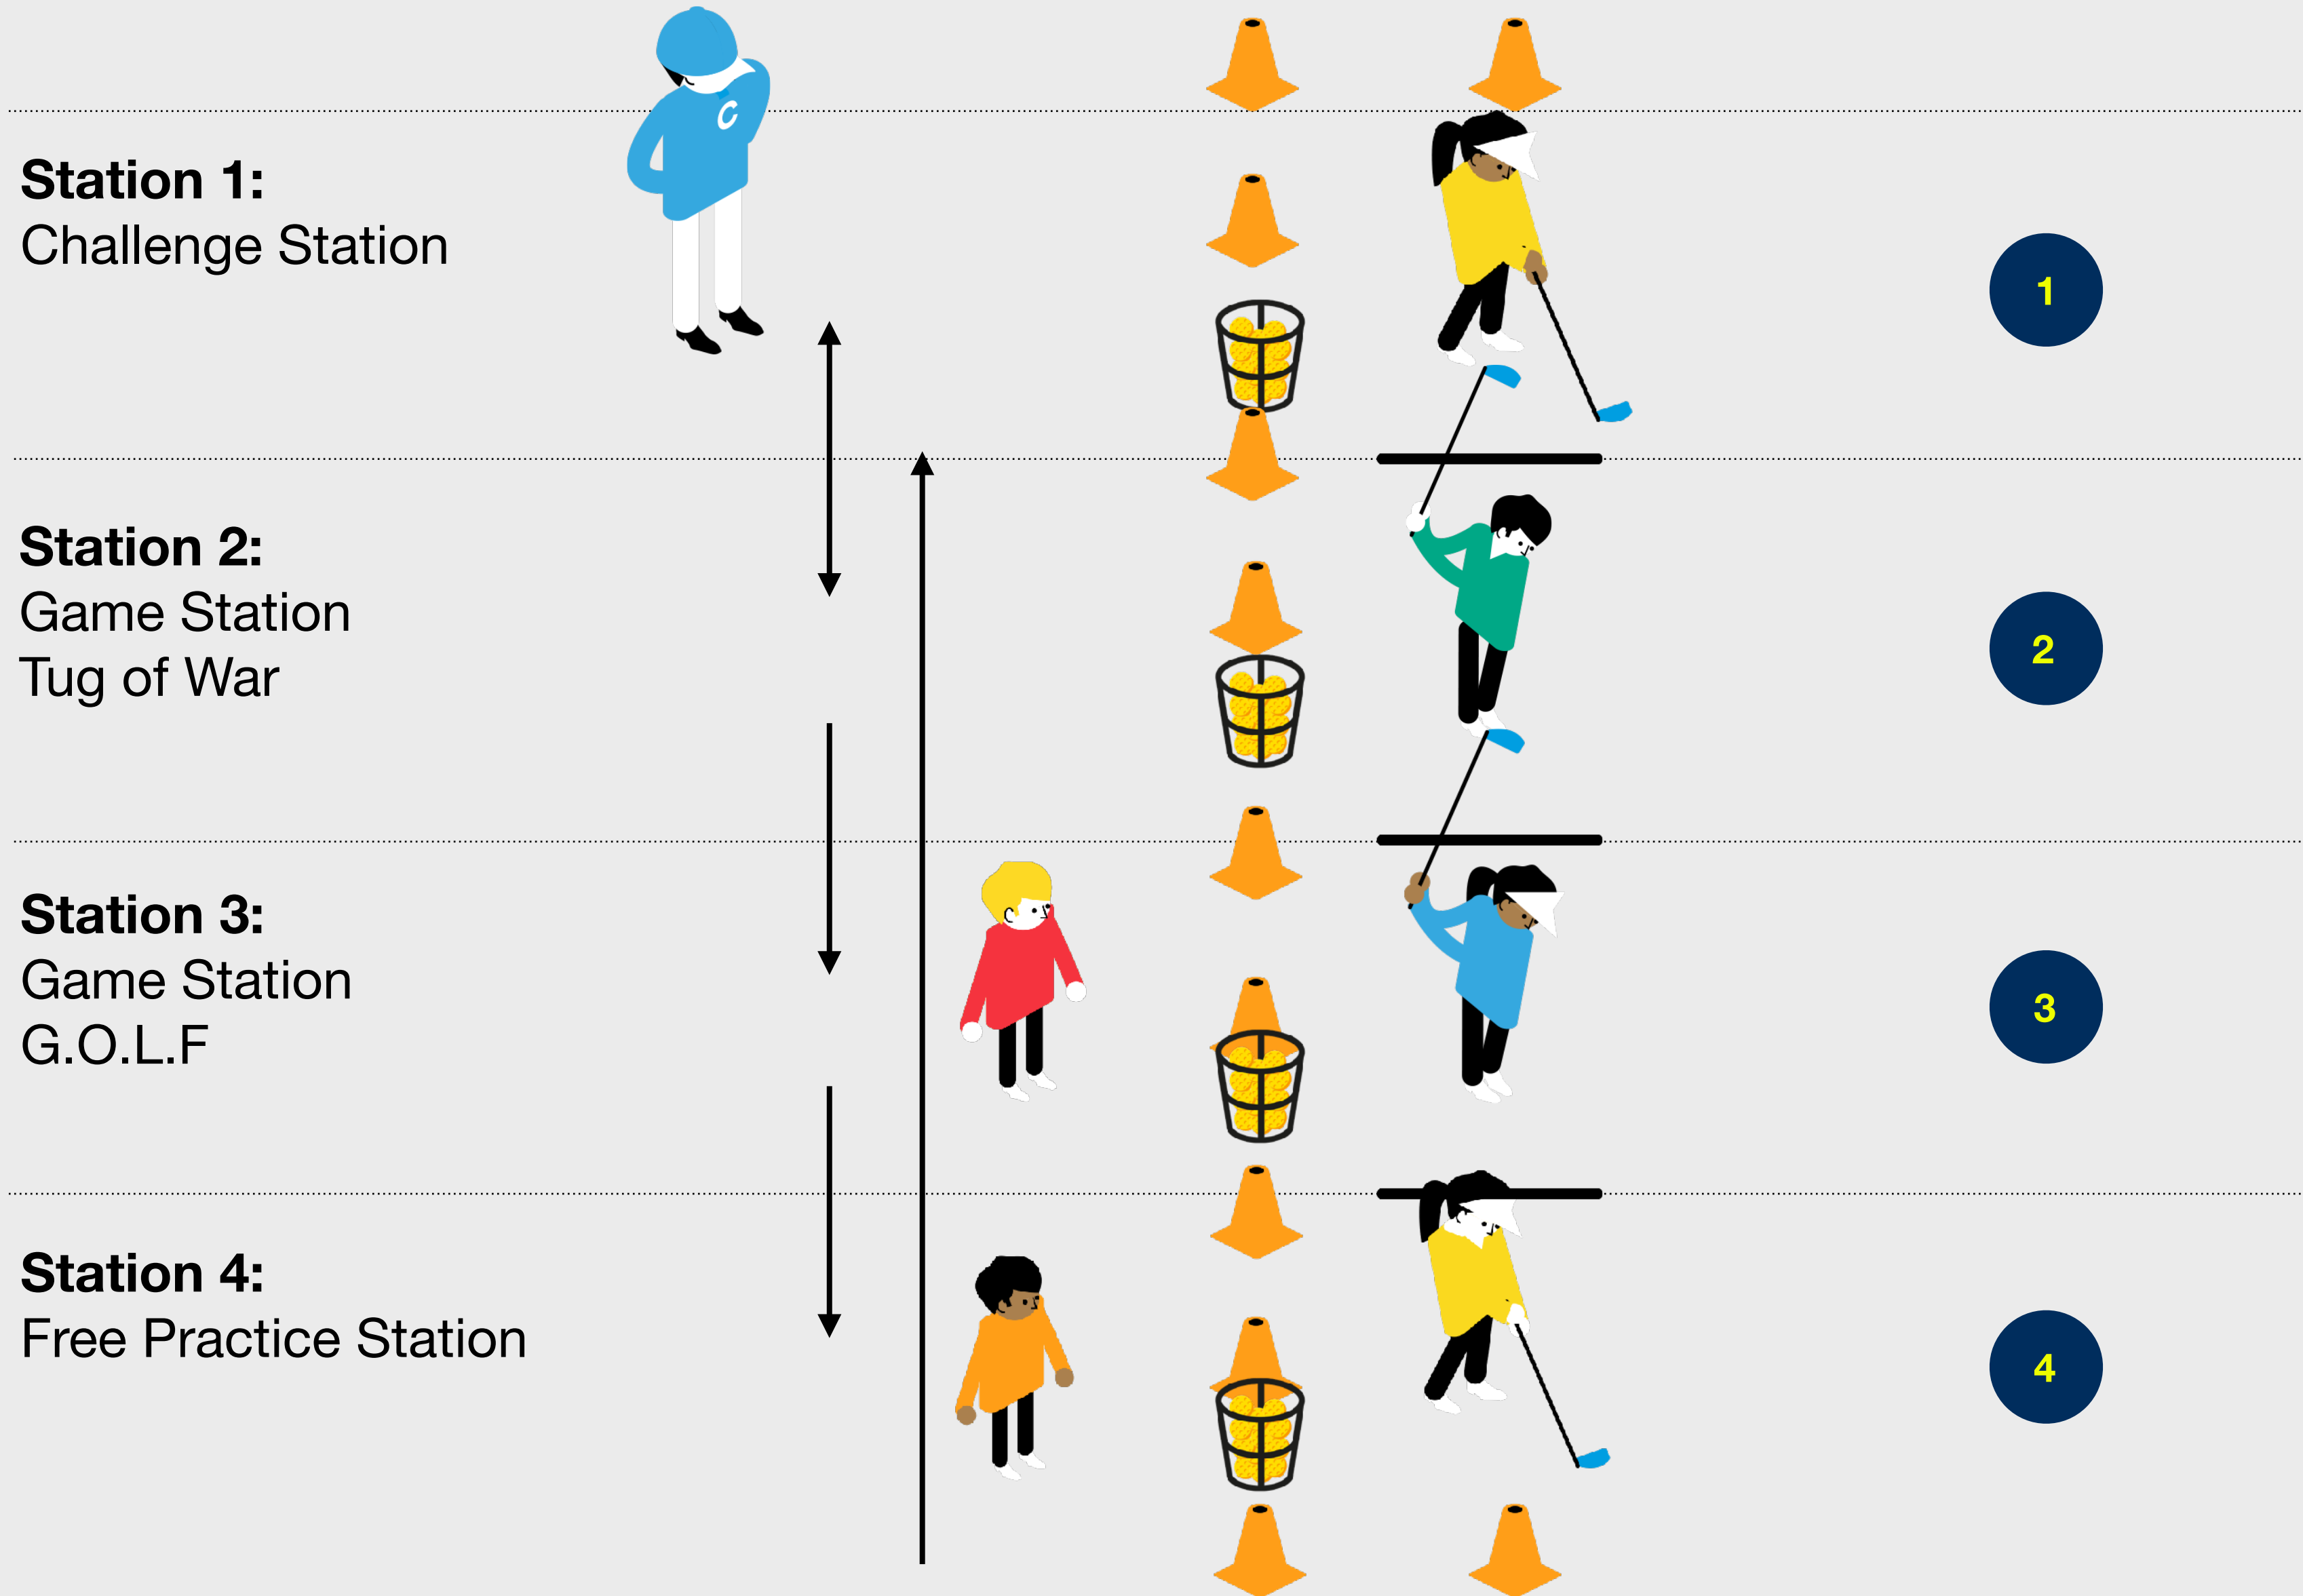 Station 1:
Challenge Station
C
1
Station 2:
Game Station
Tug of War
2
Station 3:
Game Station
G.O.L.F
3
Station 4:
Free Practice Station
4